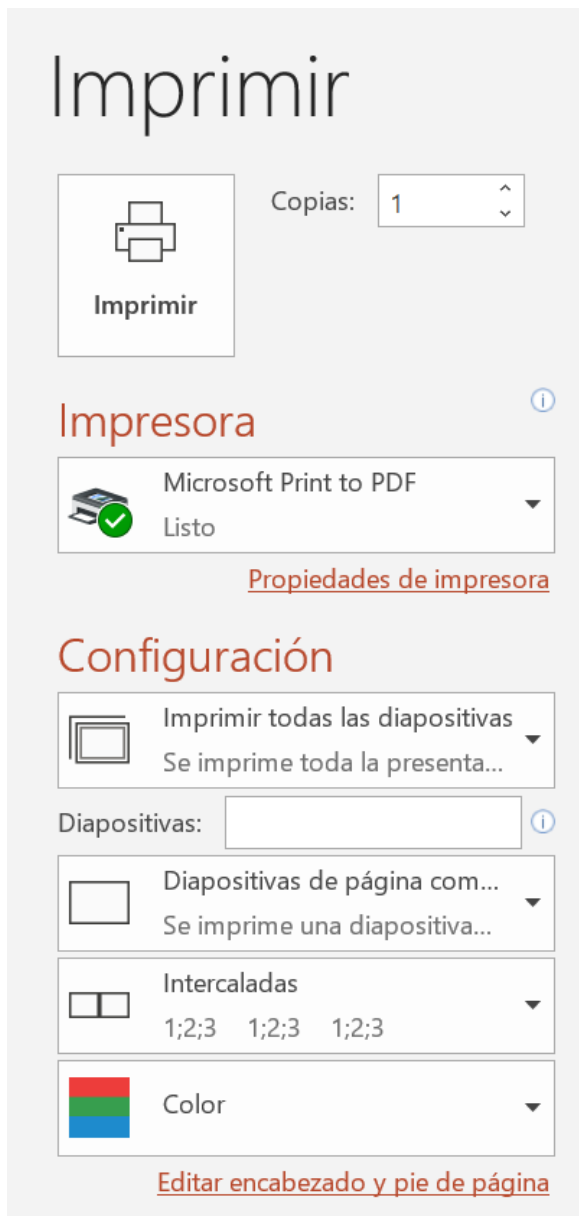 Imprimir
Copias: 1
Imprimir
Impresora
Microsoft Print to PDF
Listo
Propiedades de impresora
Configuración
Imprimir todas las diapositivas
Se imprime toda la presenta...
Diapositivas:
Diapositivas de página com...
Se imprime una diapositiva...
Intercaladas
1;2;3 1;2;3 1;2;3
Color
Editar encabezado y pie de página